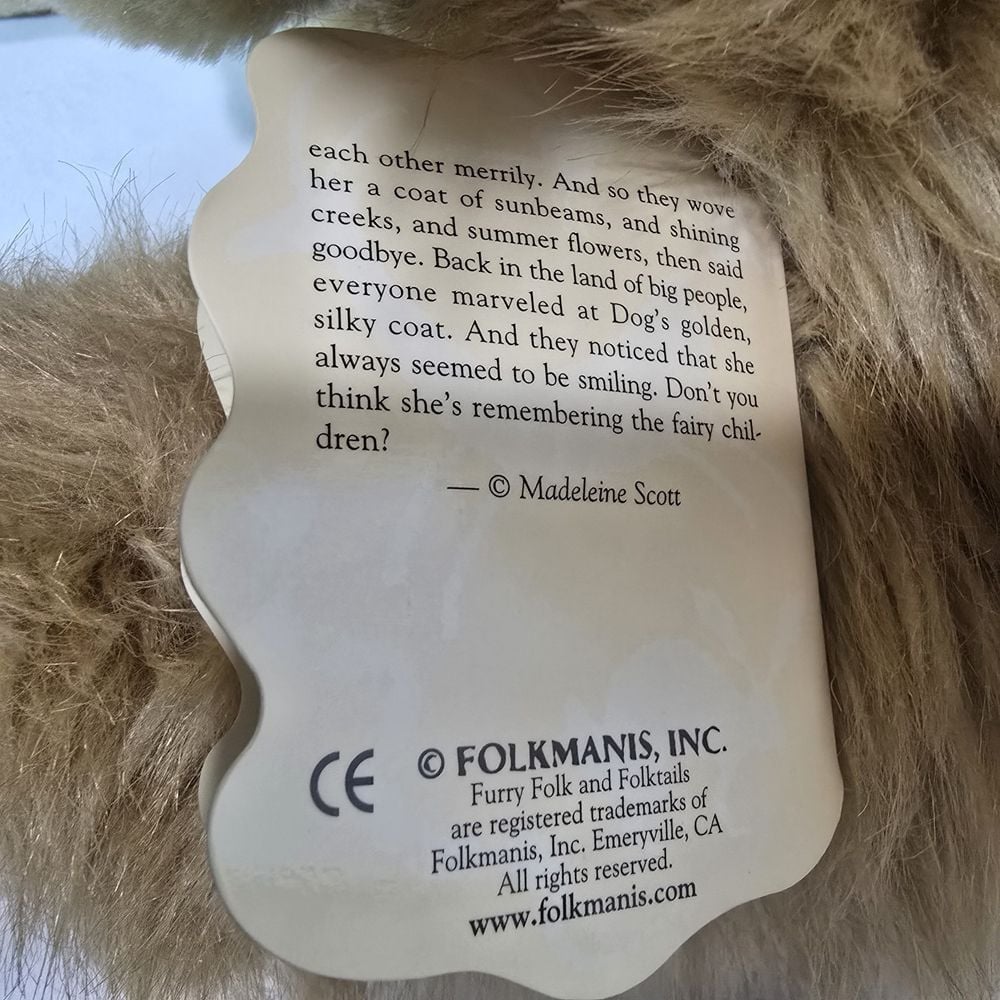 each other merrily. And so they wove
her a coat of sunbeams, and shining
creeks, and summer flowers, then said
goodbye. Back in the land of big people,
everyone marveled at Dog's golden,
silky coat. And they noticed that she
always seemed to be smiling. Don't you
think she's remembering the fairy chil-
dren?
— © Madeleine Scott
CE
© FOLKMANIS, INC.
Furry Folk and Folktails
are registered trademarks of
Folkmanis, Inc. Emeryville, CA
All rights reserved.
www.folkmanis.com